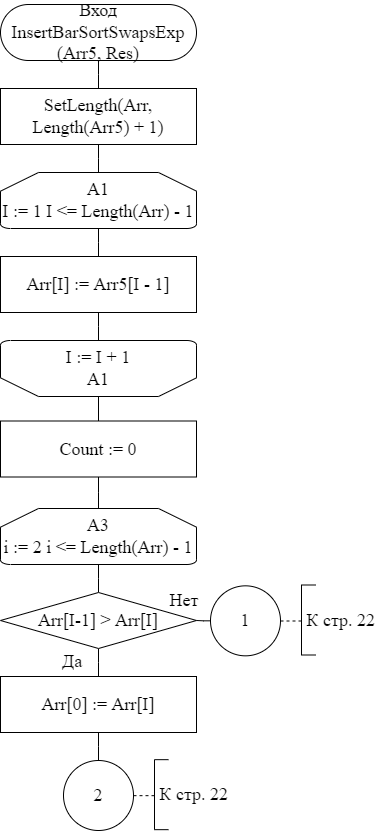 Вход
InsertBarSortSwapsExp
(Arr5, Res)
SetLength(Arr,
Length(Arr5) + 1)
A1
I := 1 I <= Length(Arr) - 1
Arr[I] := Arr5[I - 1]
I := I + 1
A1
Count := 0
A3
i := 2 i <= Length(Arr) - 1
Arr[I-1] > Arr[I]
Нет
1
К стр. 22
Да
Arr[0] := Arr[I]
2
К стр. 22